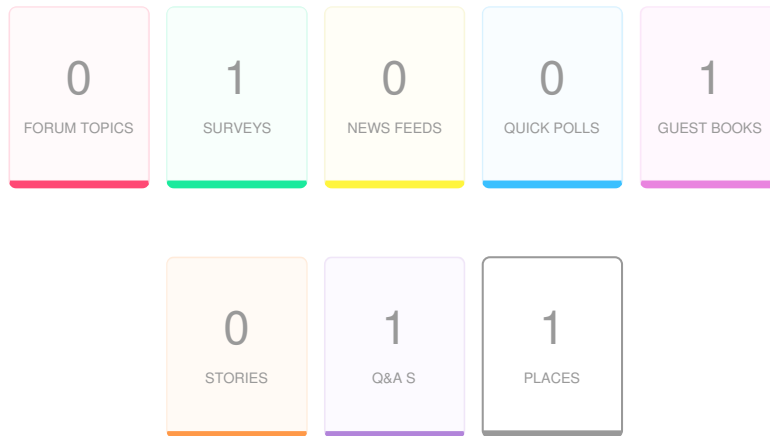 0 1 0 0 1
FORUM TOPICS SURVEYS NEWS FEEDS QUICK POLLS GUEST BOOKS
0 1 1
STORIES Q&A S PLACES